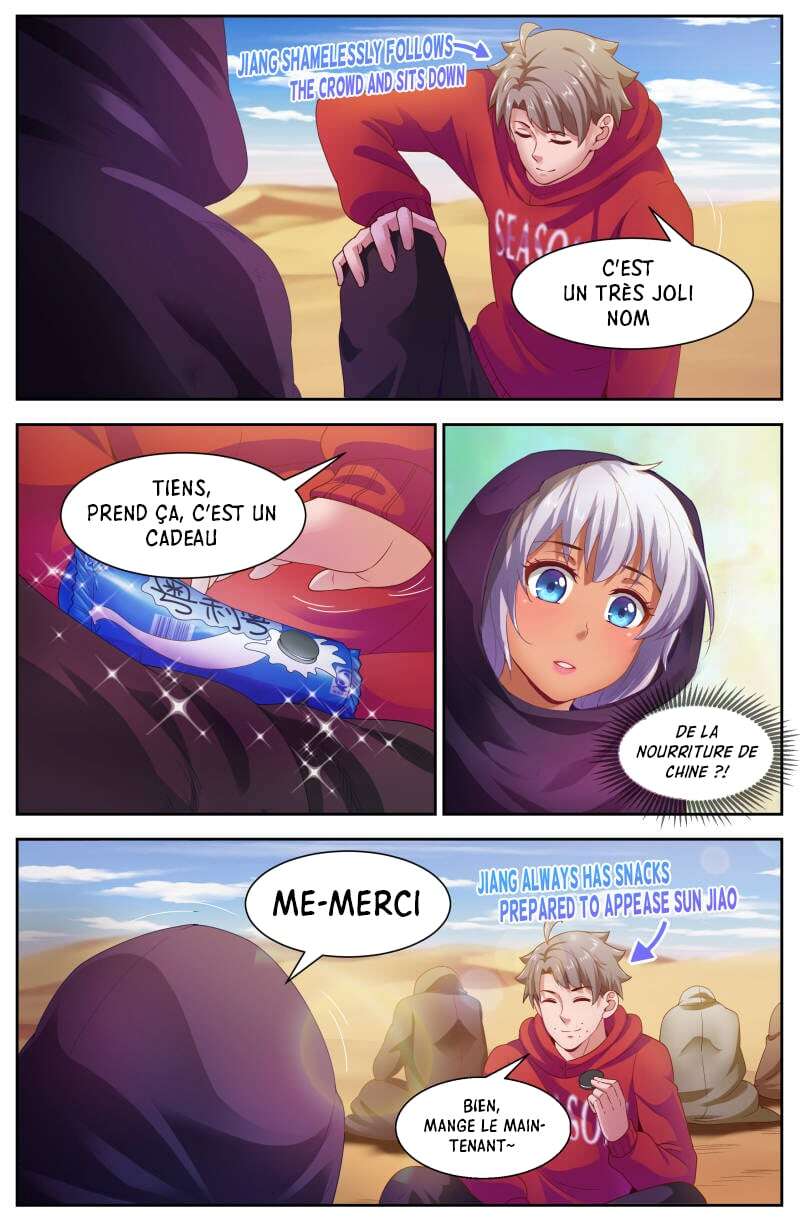 JIANG SHAMELESSLY FOLLOWS
THE CROWD AND SITS DOWN
SEASO
C'EST
UN TRÈS JOLI
NOM
TIENS,
PREND ÇA, C'EST UN
CADEAU
DE LA
NOURRITURE DE
CHINE ?!
ME-MERCI
JIANG ALWAYS HAS SNACKS
PREPARED TO APPEASE SUN JIAO
BIEN,
MANGE LE MAIN-
TENANT~